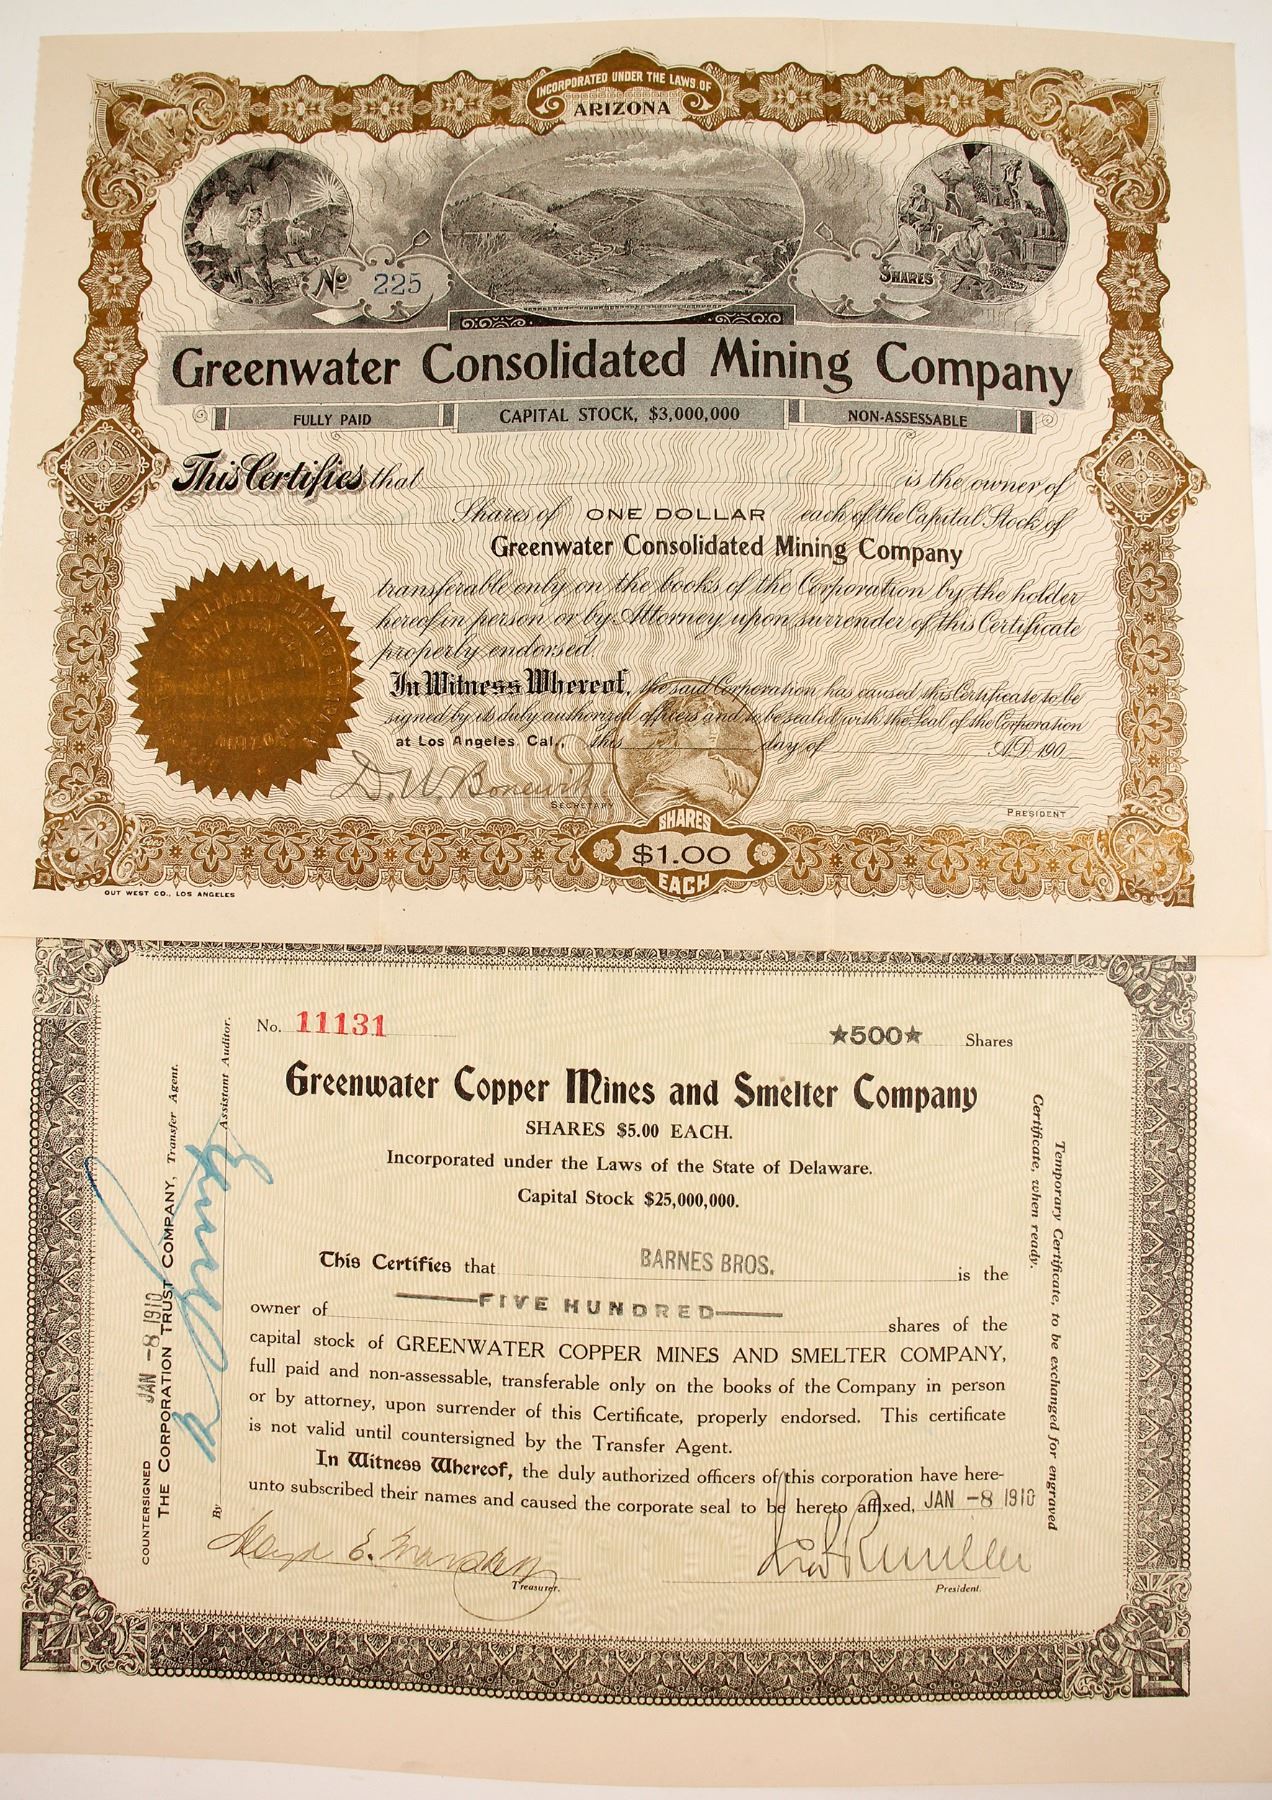 INCORPORATED UNDER THE LAWS OF
ARIZONA
No 225
SHARES
Greenwater Consolidated Mining Company
FULLY PAID CAPITAL STOCK, $3,000,000 NON-ASSESSABLE
This Certifies that is the owner of
Shares of ONE DOLLAR each of the Capital Stock of
Greenwater Consolidated Mining Company
transferable only on the books of the Corporation by the holder
hereof in person or by Attorney upon surrender of this Certificate
properly endorsed.
In Witness Whereof, the said Corporation has caused this Certificate to be
signed by its duly authorized officers and to be sealed with the Seal of the Corporation
at Los Angeles, Cal., this day of A.D. 190
D. W.
SECRETARY
PRESIDENT
SHARES
$1.00
EACH
OUT WEST CO., LOS ANGELES
No. 11131 ★500★ Shares
Greenwater Copper Mines and Smelter Company
SHARES $5.00 EACH.
Incorporated under the Laws of the State of Delaware.
Capital Stock $25,000,000.
This Certifies that BARNES BROS. is the
owner of FIVE HUNDRED shares of the
capital stock of GREENWATER COPPER MINES AND SMELTER COMPANY,
full paid and non-assessable, transferable only on the books of the Company in person
or by attorney, upon surrender of this Certificate, properly endorsed. This certificate
is not valid until countersigned by the Transfer Agent.
In Witness Whereof, the duly authorized officers of this corporation have here-
unto subscribed their names and caused the corporate seal to be hereto affixed, JAN -8 1910
Treasurer.
President.
COUNTERSIGNED JAN -8 1910
THE CORPORATION TRUST COMPANY, Transfer Agent.
By Assistant Auditor.
Temporary Certificate, to be exchanged for engraved
Certificate, when ready.